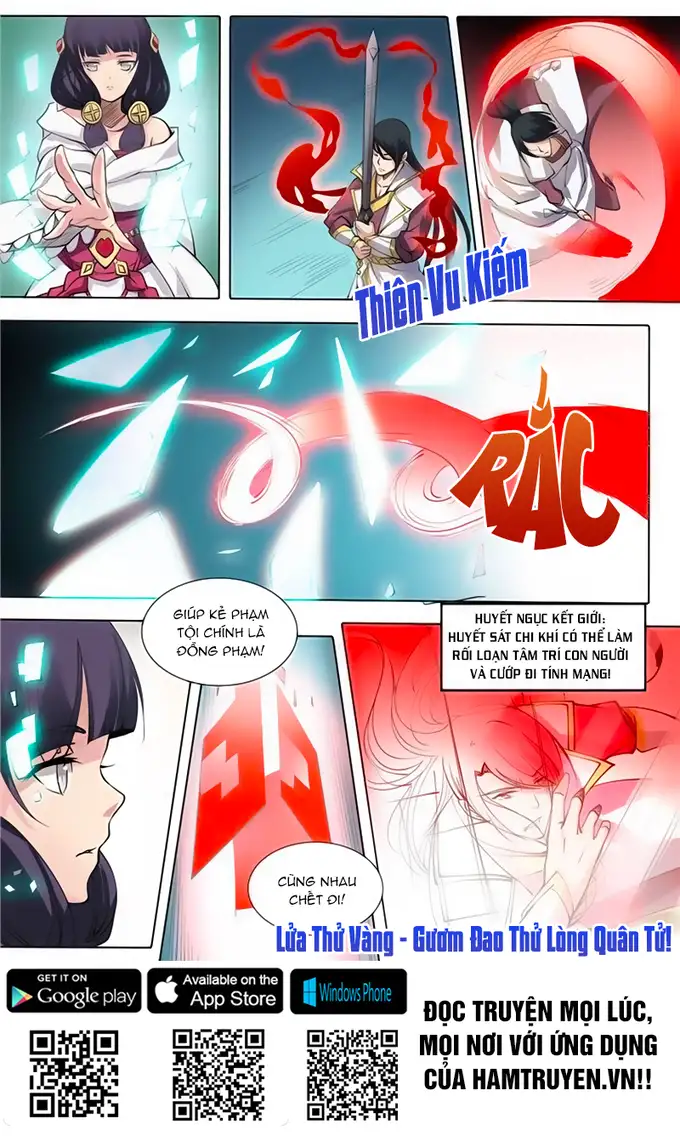 Thiên Vu Kiếm
RẮC
GIÚP KẺ PHẠM
TỘI CHÍNH LÀ
ĐỒNG PHẠM!
HUYẾT NGỤC KẾT GIỚI:
HUYẾT SÁT CHI KHÍ CÓ THỂ LÀM
RỐI LOẠN TÂM TRÍ CON NGƯỜI
VÀ CƯỚP ĐI TÍNH MẠNG!
CÙNG NHAU
CHẾT ĐI!
Lửa Thử Vàng - Gươm Đao Thử Lòng Quân Tử!
GET IT ON
Google play
Available on the
App Store
Windows Phone
ĐỌC TRUYỆN MỌI LÚC,
MỌI NƠI VỚI ỨNG DỤNG
CỦA HAMTRUYEN.VN!!